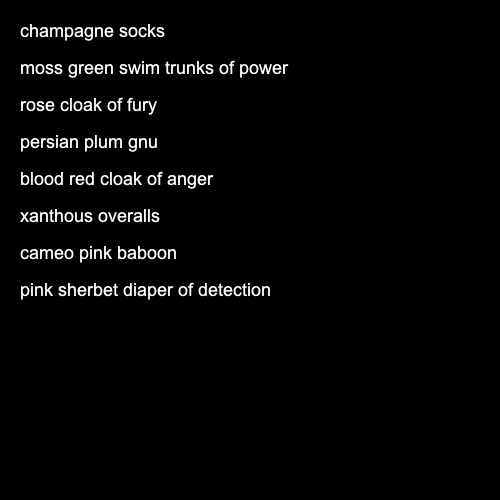 champagne socks
moss green swim trunks of power
rose cloak of fury
persian plum gnu
blood red cloak of anger
xanthous overalls
cameo pink baboon
pink sherbet diaper of detection